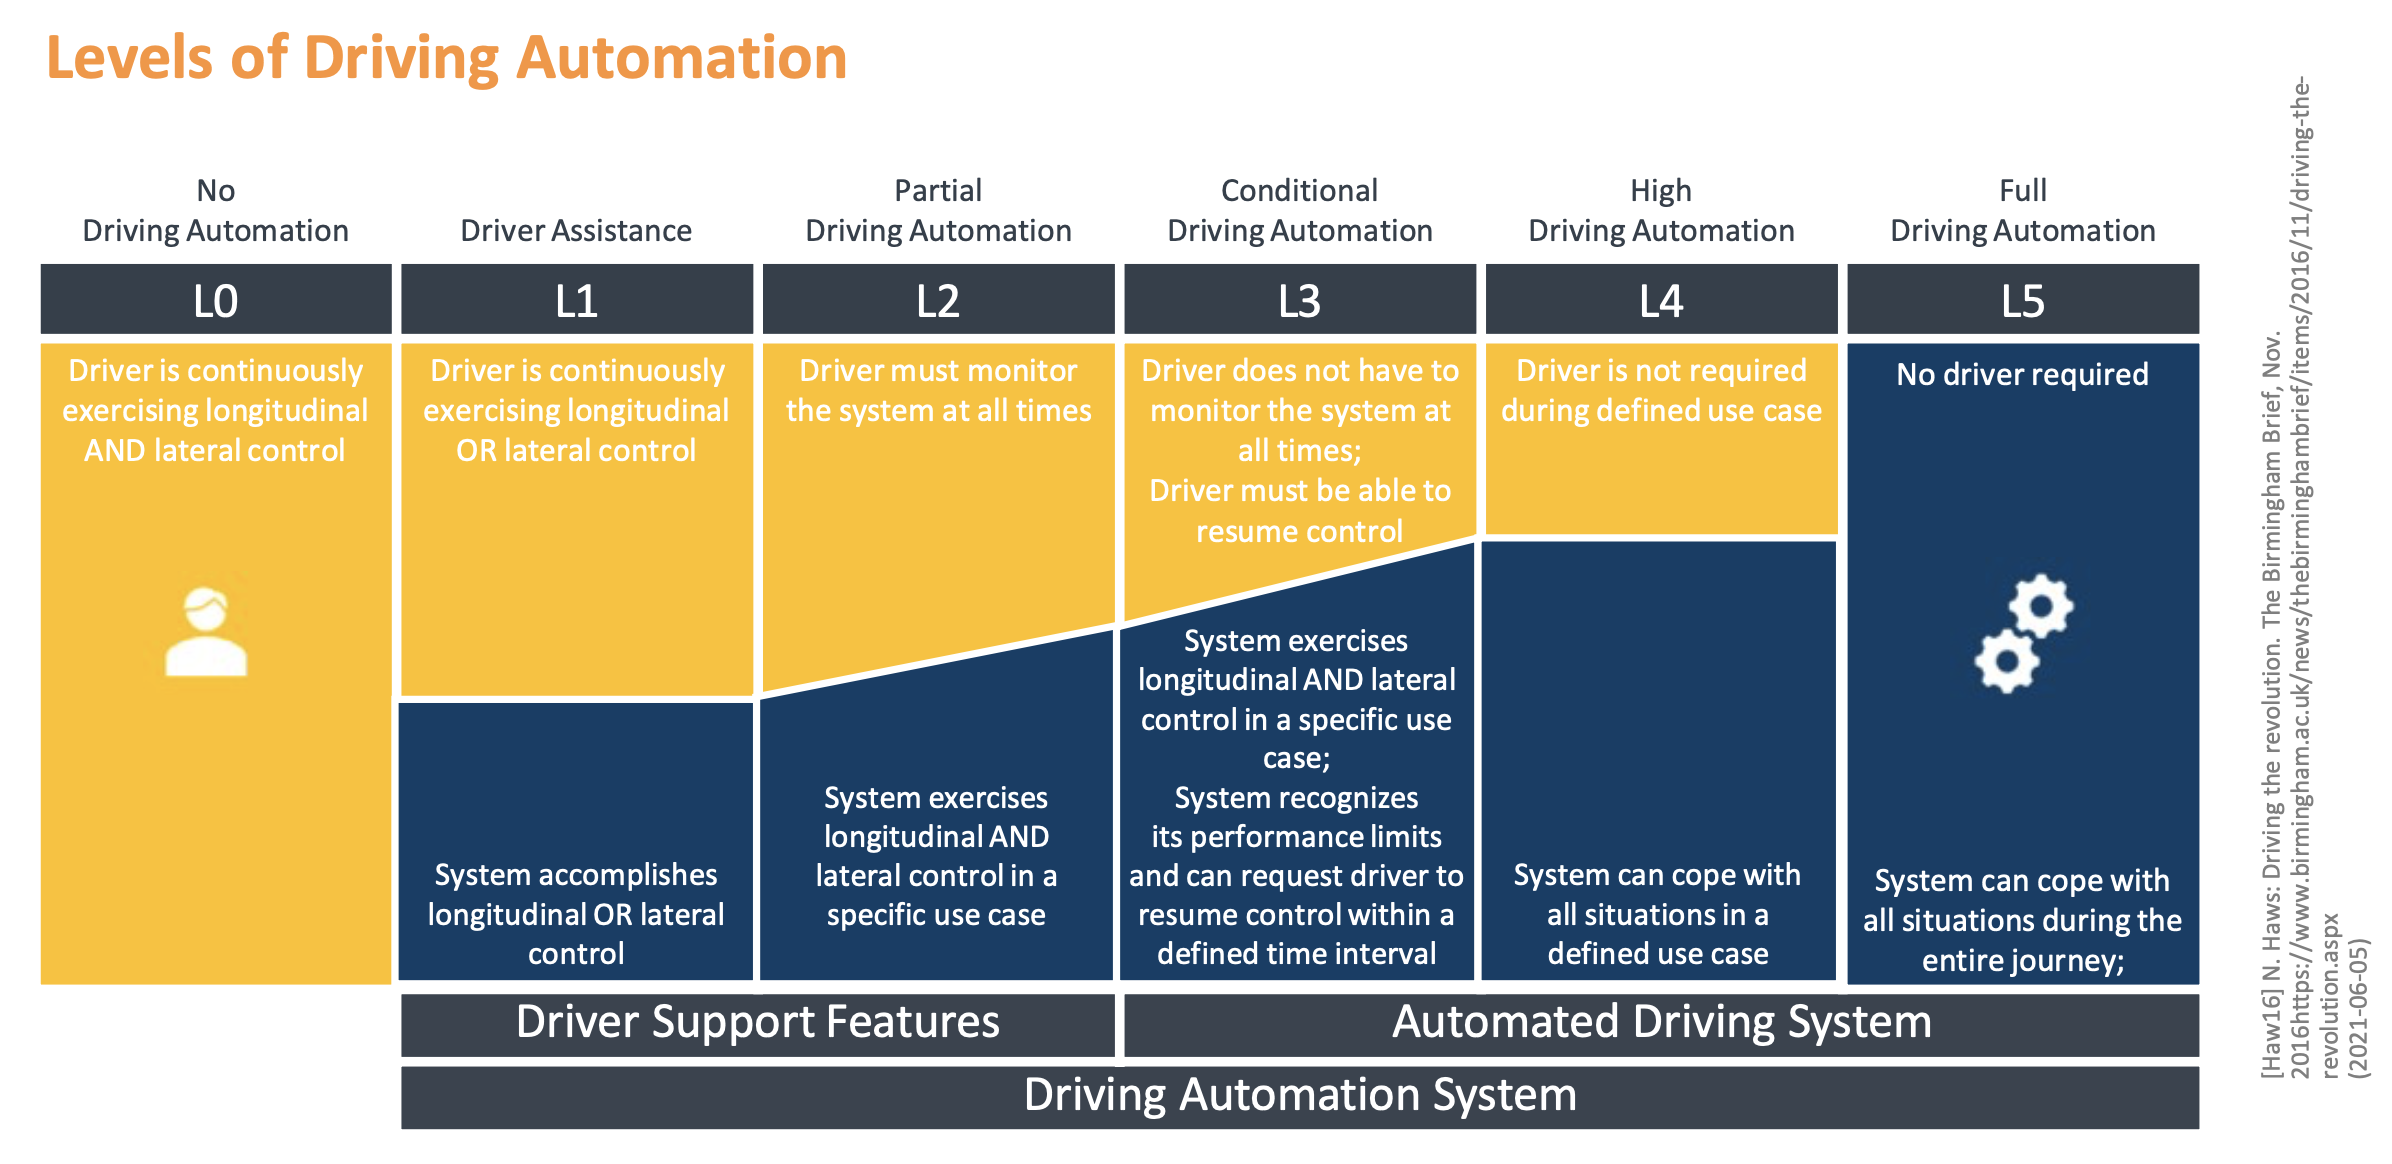 Levels of Driving Automation
No
Driving Automation
Driver Assistance
Partial
Driving Automation
Conditional
Driving Automation
High
Driving Automation
Full
Driving Automation
L0
L1
L2
L3
L4
L5
Driver is continuously
exercising longitudinal
AND lateral control
Driver is continuously
exercising longitudinal
OR lateral control
System accomplishes
longitudinal OR lateral
control
Driver must monitor
the system at all times
System exercises
longitudinal AND
lateral control in a
specific use case
Driver does not have to
monitor the system at
all times;
Driver must be able to
resume control
System exercises
longitudinal AND lateral
control in a specific use
case;
System recognizes
its performance limits
and can request driver to
resume control within a
defined time interval
Driver is not required
during defined use case
System can cope with
all situations in a
defined use case
No driver required
System can cope with
all situations during the
entire journey;
Driver Support Features
Automated Driving System
Driving Automation System
[Haw16] N. Haws: Driving the revolution. The Birmingham Brief, Nov.
2016https://www.birmingham.ac.uk/news/thebirminghambrief/items/2016/11/driving-the-
revolution.aspx
(2021-06-05)